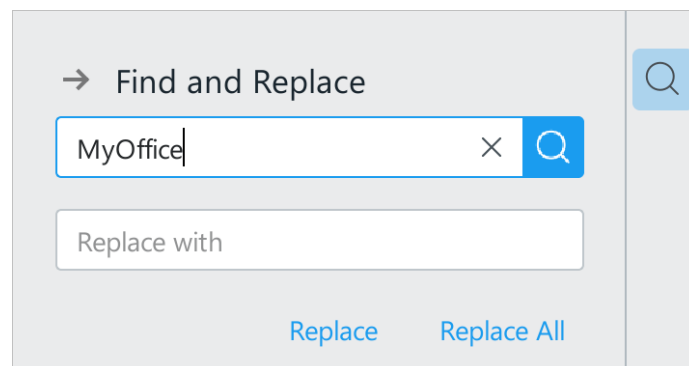 Find and Replace
MyOffice
Replace with
Replace Replace All